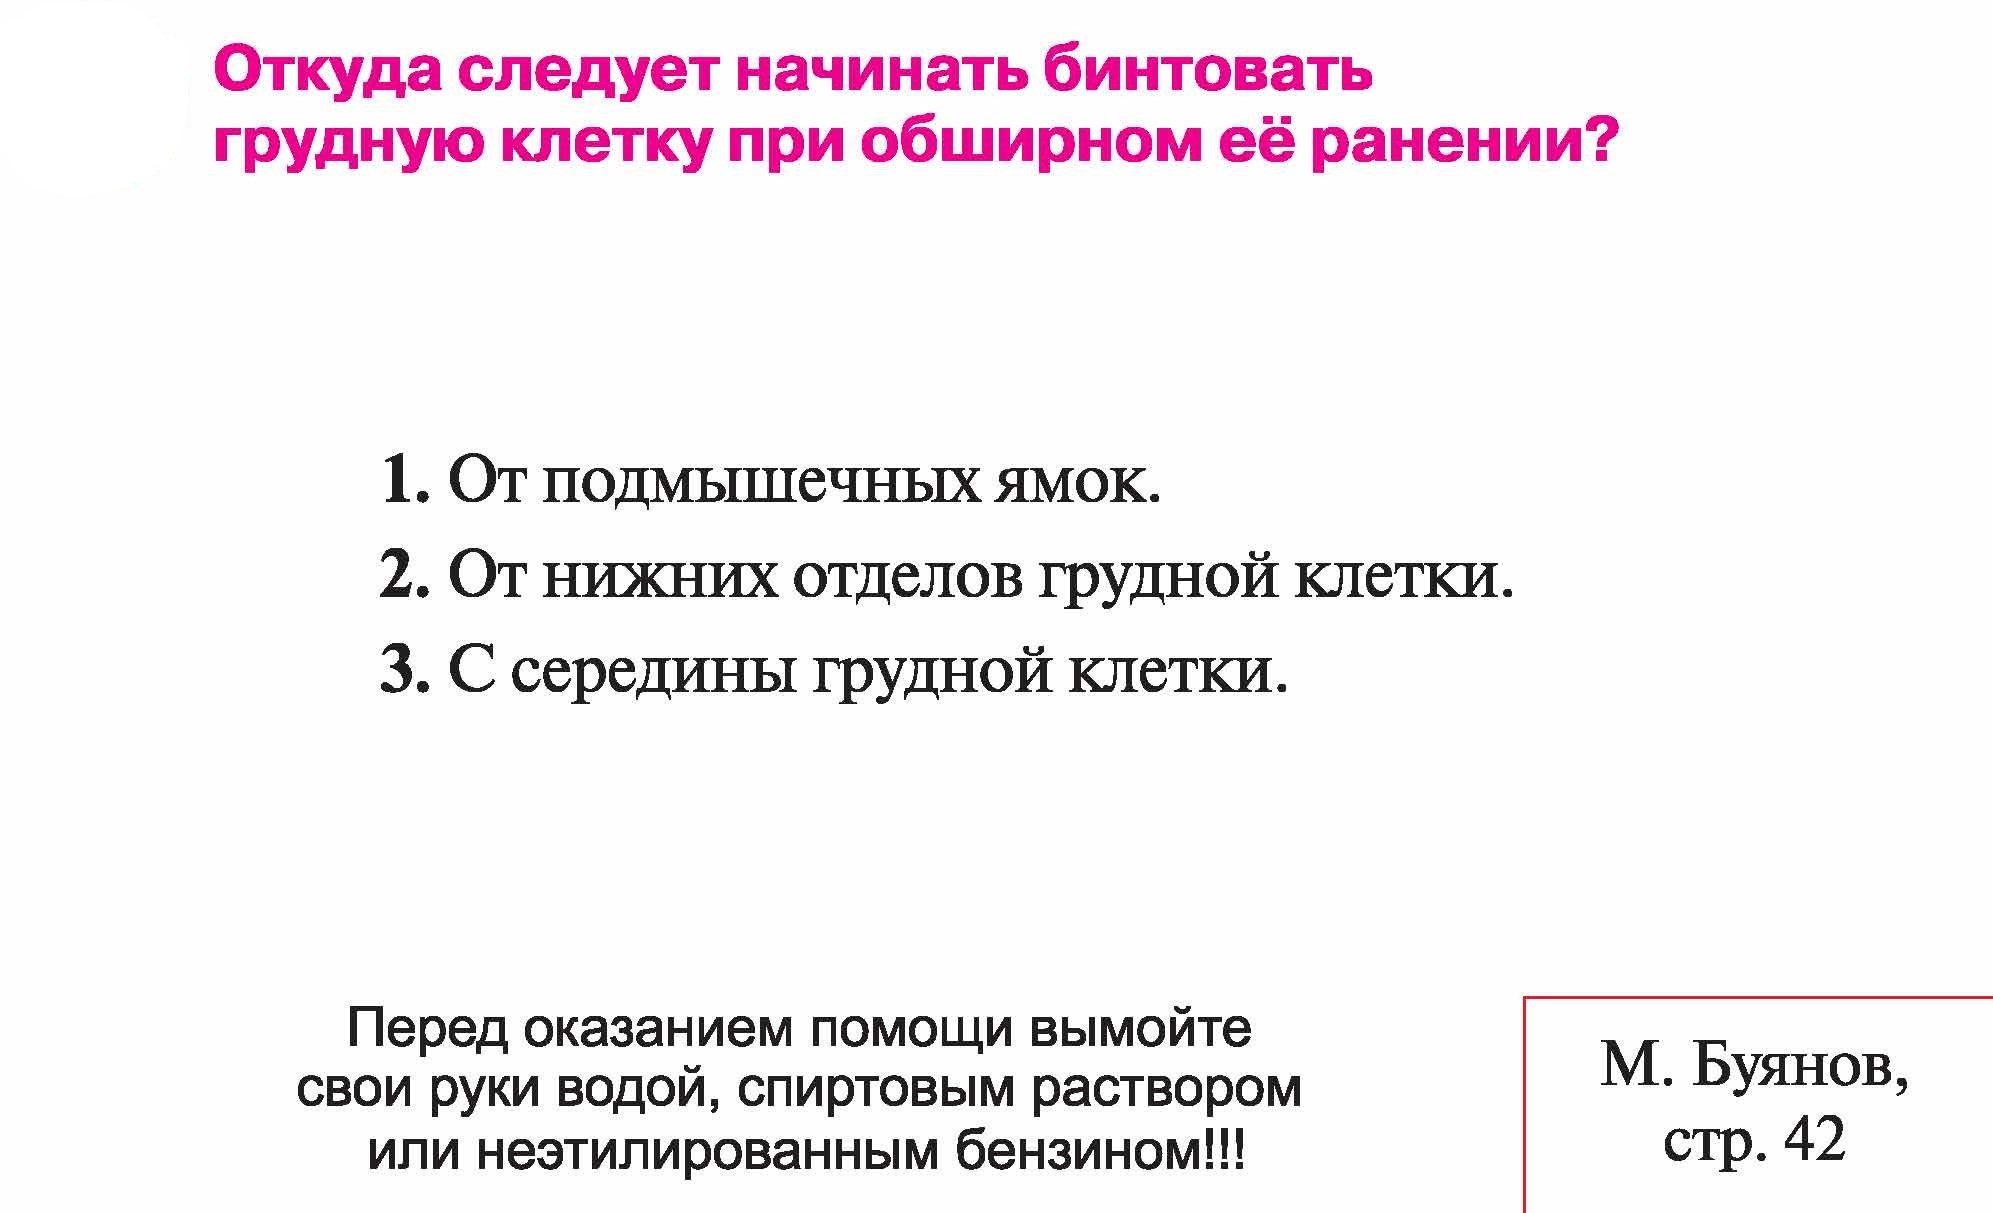 Откуда следует начинать бинтовать
грудную клетку при обширном её ранении?
1. От подмышечных ямок.
2. От нижних отделов грудной клетки.
3. С середины грудной клетки.
Перед оказанием помощи вымойте
свои руки водой, спиртовым раствором
или неэтилированным бензином!!!
М. Буянов,
стр. 42